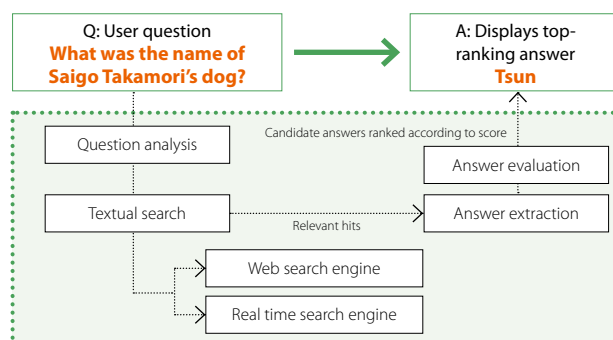 Q: User question
What was the name of
Saigo Takamori's dog?
A: Displays top-
ranking answer
Tsun
Candidate answers ranked according to score
Question analysis
Answer evaluation
Textual search
Relevant hits
Answer extraction
Web search engine
Real time search engine